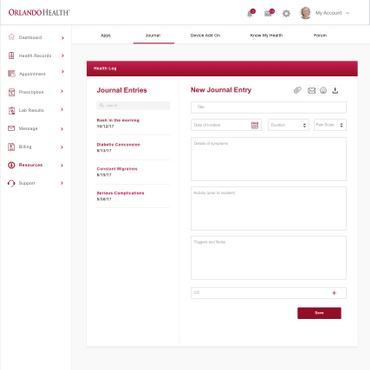 ORLANDO HEALTH®
My Account
Dashboard
Health Records
Appointment
Prescription
Lab Results
Message
Billing
Resources
Support
Apps
Journal
Device Add On
Know My Health
Forum
Health Log
Journal Entries
Search
Rash in the morning
10/12/17
Diabetic Concussion
8/13/17
Constant Migraines
6/15/17
Serious Complications
5/06/17
New Journal Entry
Title
Date of Incident
Duration
Pain Scale
Details of symptoms
Activity (prior to incident)
Triggers and Notes
CC
+
Save